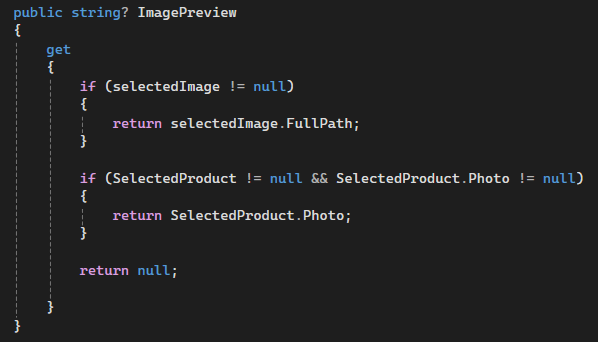 public string? ImagePreview
{
    get
    {
        if (selectedImage != null)
        {
            return selectedImage.FullPath;
        }

        if (SelectedProduct != null && SelectedProduct.Photo != null)
        {
            return SelectedProduct.Photo;
        }

        return null;

    }
}